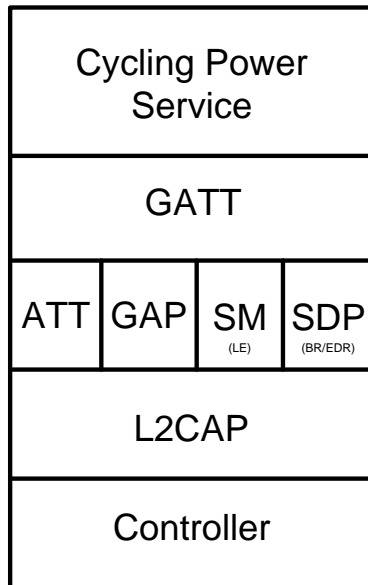 Cycling Power
Service
GATT
ATT GAP SM SDP
(LE) (BR/EDR)
L2CAP
Controller